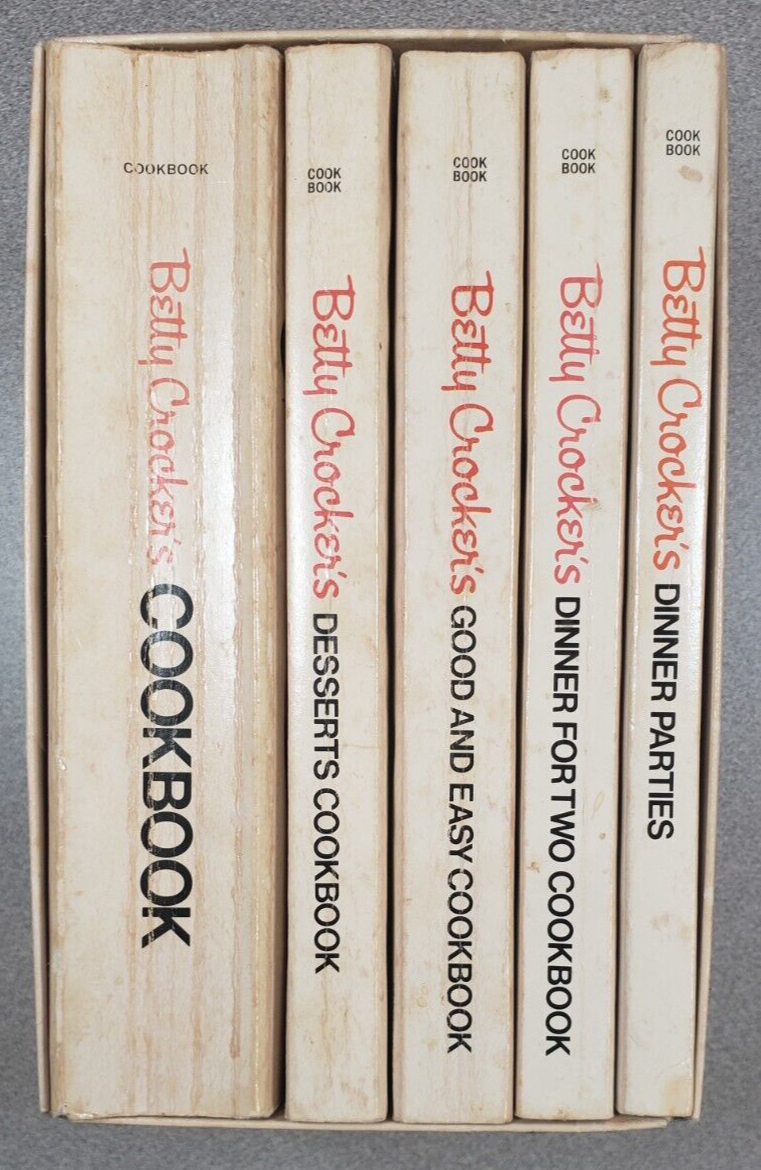 COOKBOOK
Betty Crocker's COOKBOOK
COOK
BOOK
Betty Crocker's DESSERTS COOKBOOK
COOK
BOOK
Betty Crocker's GOOD AND EASY COOKBOOK
COOK
BOOK
Betty Crocker's DINNER FOR TWO COOKBOOK
COOK
BOOK
Betty Crocker's DINNER PARTIES